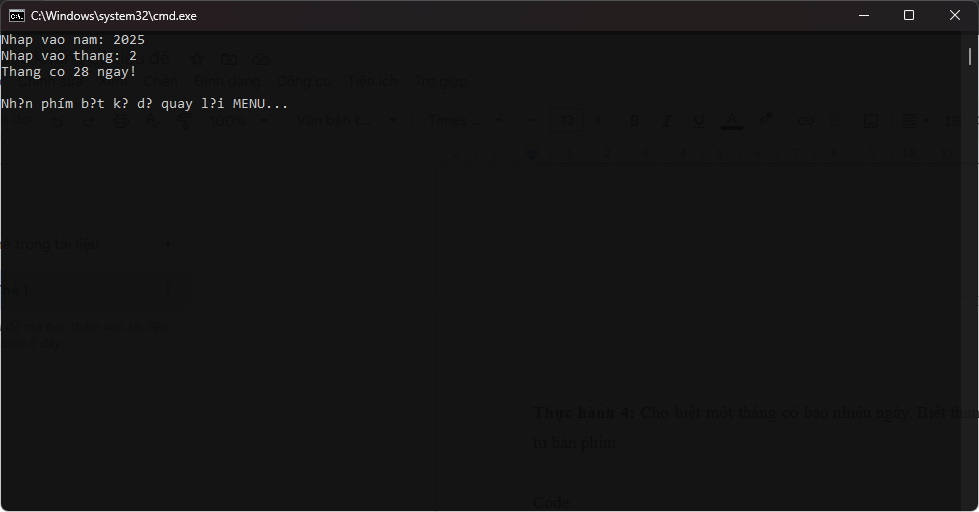 C:\Windows\system32\cmd.exe
Nhap vao nam: 2025
Nhap vao thang: 2
Thang co 28 ngay!
Nh?n phím b?t k? d? quay l?i MENU...
Chèn Định dạng Công cụ Tiện ích Trợ giúp
100% Văn bản t... Times ... B I U A
trong tài liệu
Thực hành 4: Cho biết một tháng có bao nhiêu ngày. Biết
từ bàn phím
Code: